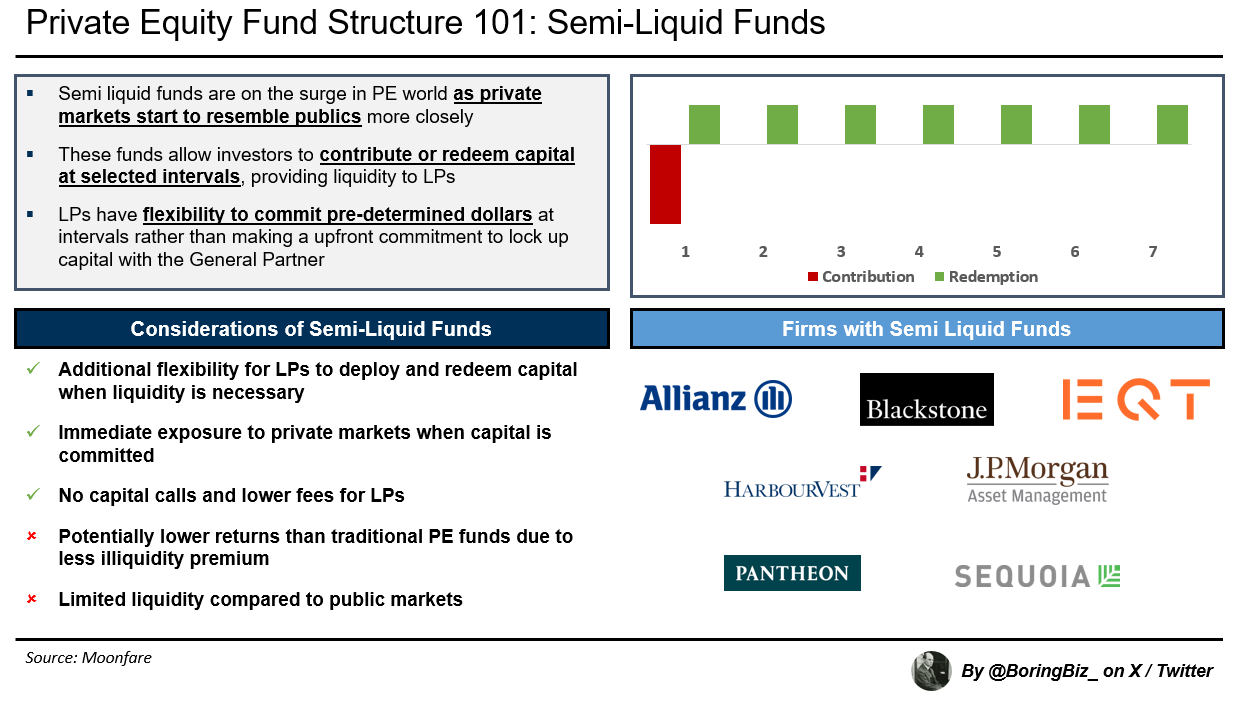 Private Equity Fund Structure 101: Semi-Liquid Funds
Semi liquid funds are on the surge in PE world as private
markets start to resemble publics more closely
These funds allow investors to contribute or redeem capital
at selected intervals, providing liquidity to LPs
LPs have flexibility to commit pre-determined dollars at
intervals rather than making a upfront commitment to lock up
capital with the General Partner
1 2 3 4 5 6 7
Contribution Redemption
Considerations of Semi-Liquid Funds
Additional flexibility for LPs to deploy and redeem capital
when liquidity is necessary
Immediate exposure to private markets when capital is
committed
No capital calls and lower fees for LPs
Potentially lower returns than traditional PE funds due to
less illiquidity premium
Limited liquidity compared to public markets
Firms with Semi Liquid Funds
Allianz
Blackstone
EQT
HARBOURVEST
J.P.Morgan
Asset Management
PANTHEON
SEQUOIA
Source: Moonfare
By @BoringBiz_ on X / Twitter